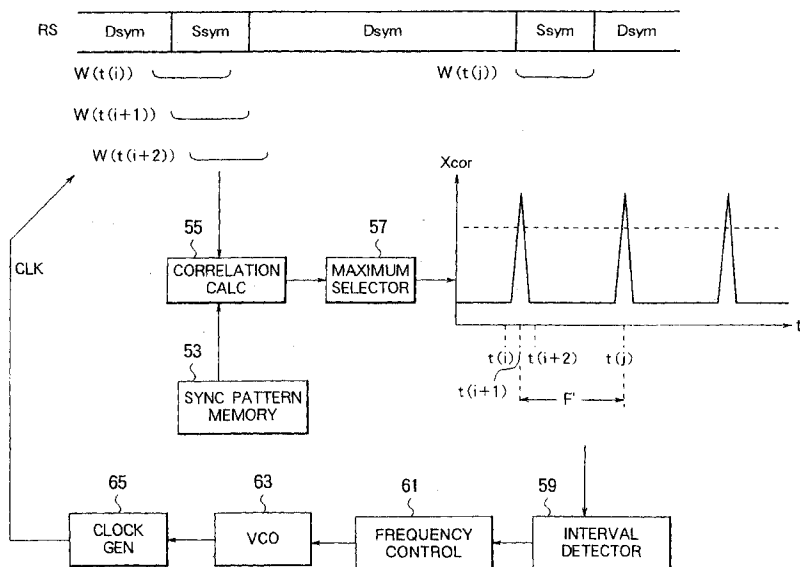 RS Dsym Ssym Dsym Ssym Dsym
W(t(i)) W(t(j))
W(t(i+1))
W(t(i+2))
Xcor
55
57
CLK
CORRELATION
CALC
MAXIMUM
SELECTOR
t
t(i) t(i+2) t(j)
t(i+1)
F'
53
SYNC PATTERN
MEMORY
65
63
61
59
CLOCK
GEN
VCO
FREQUENCY
CONTROL
INTERVAL
DETECTOR